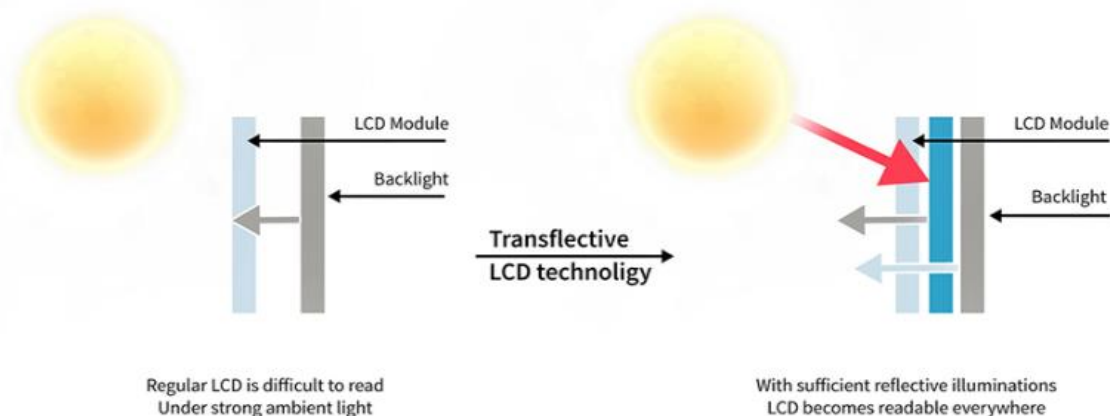 LCD Module
Backlight
Transflective
LCD technoligy
LCD Module
Backlight
Regular LCD is difficult to read
Under strong ambient light
With sufficient reflective illuminations
LCD becomes readable everywhere